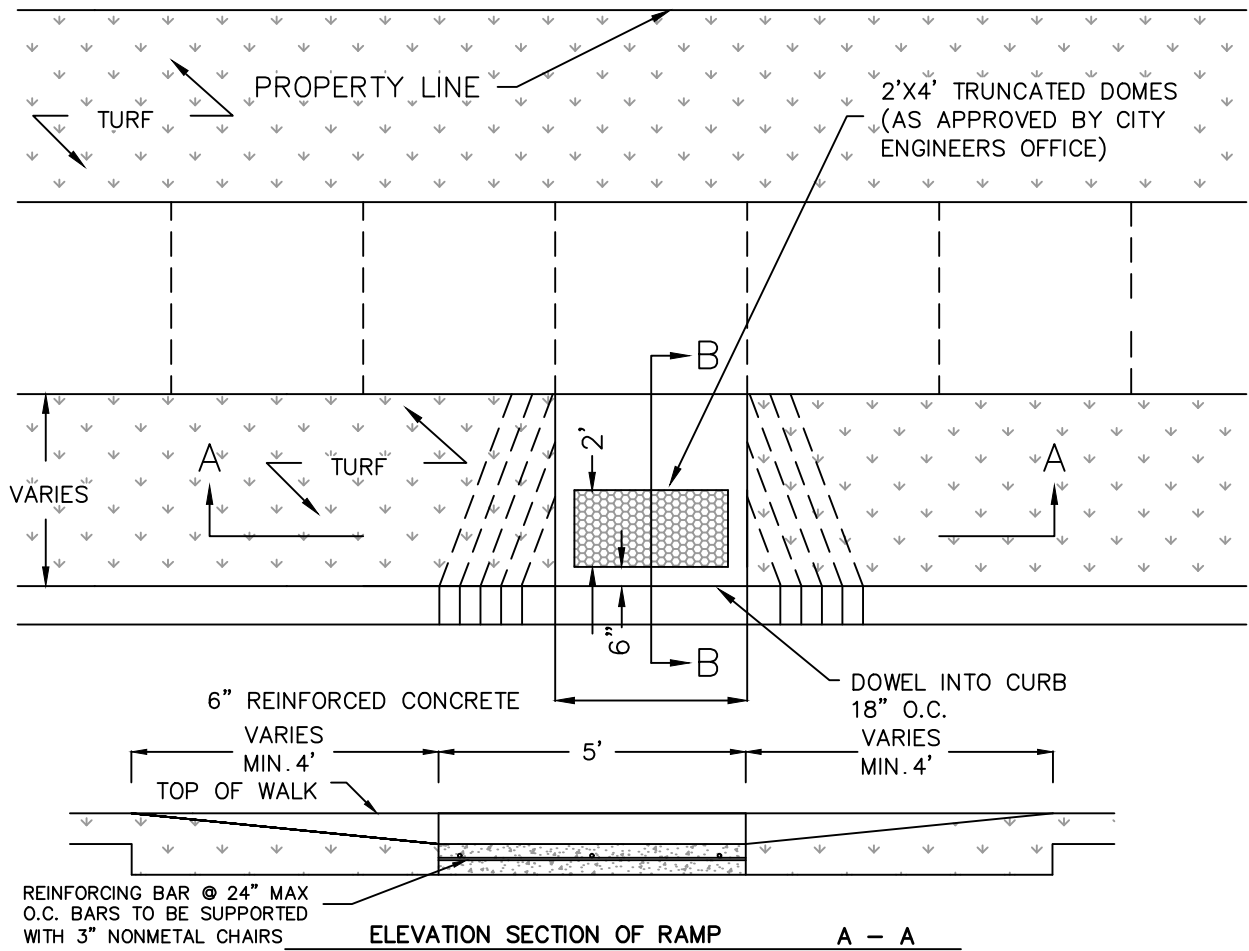 PROPERTY LINE
2'X4' TRUNCATED DOMES
(AS APPROVED BY CITY
ENGINEERS OFFICE)
TURF
B
A
TURF
2'
A
VARIES
6"
B
DOWEL INTO CURB
18" O.C.
6" REINFORCED CONCRETE
VARIES
MIN. 4'
5'
VARIES
MIN. 4'
TOP OF WALK
REINFORCING BAR @ 24" MAX
O.C. BARS TO BE SUPPORTED
WITH 3" NONMETAL CHAIRS
ELEVATION SECTION OF RAMP A - A